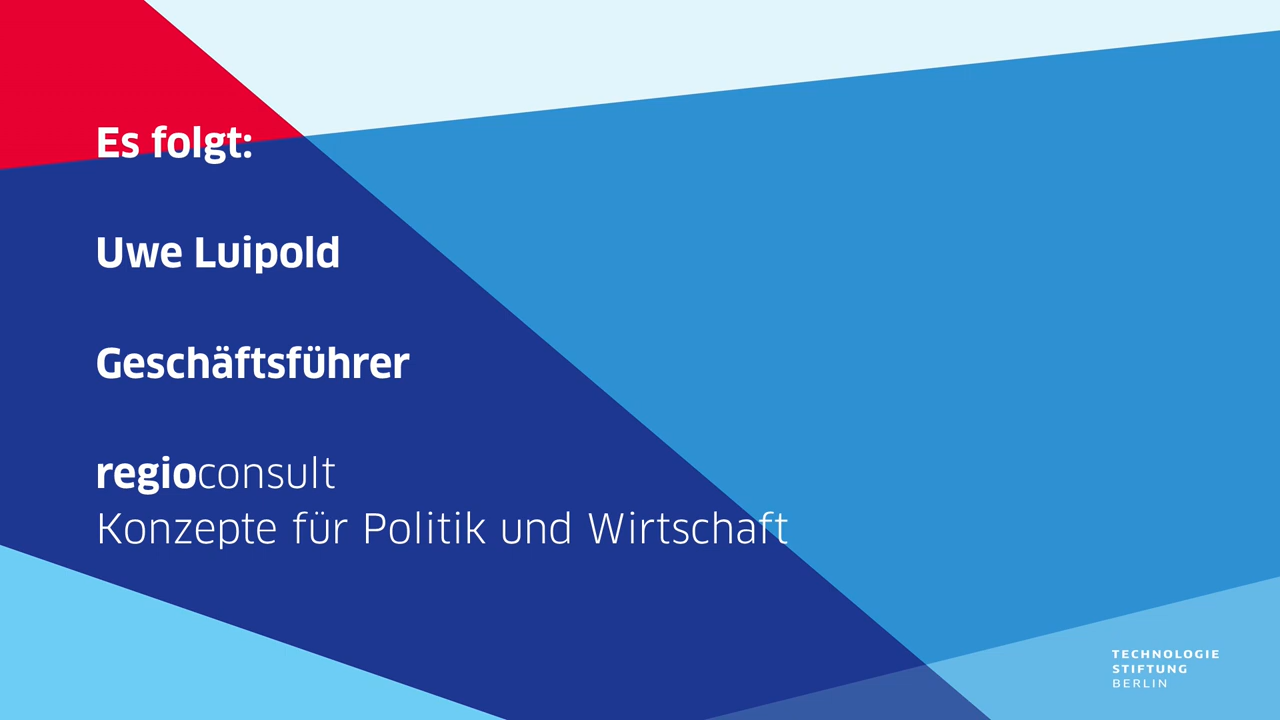 Es folgt:
Uwe Luipold
Geschäftsführer
regioconsult
Konzepte für Politik und Wirtschaft
TECHNOLOGIE
STIFTUNG
BERLIN